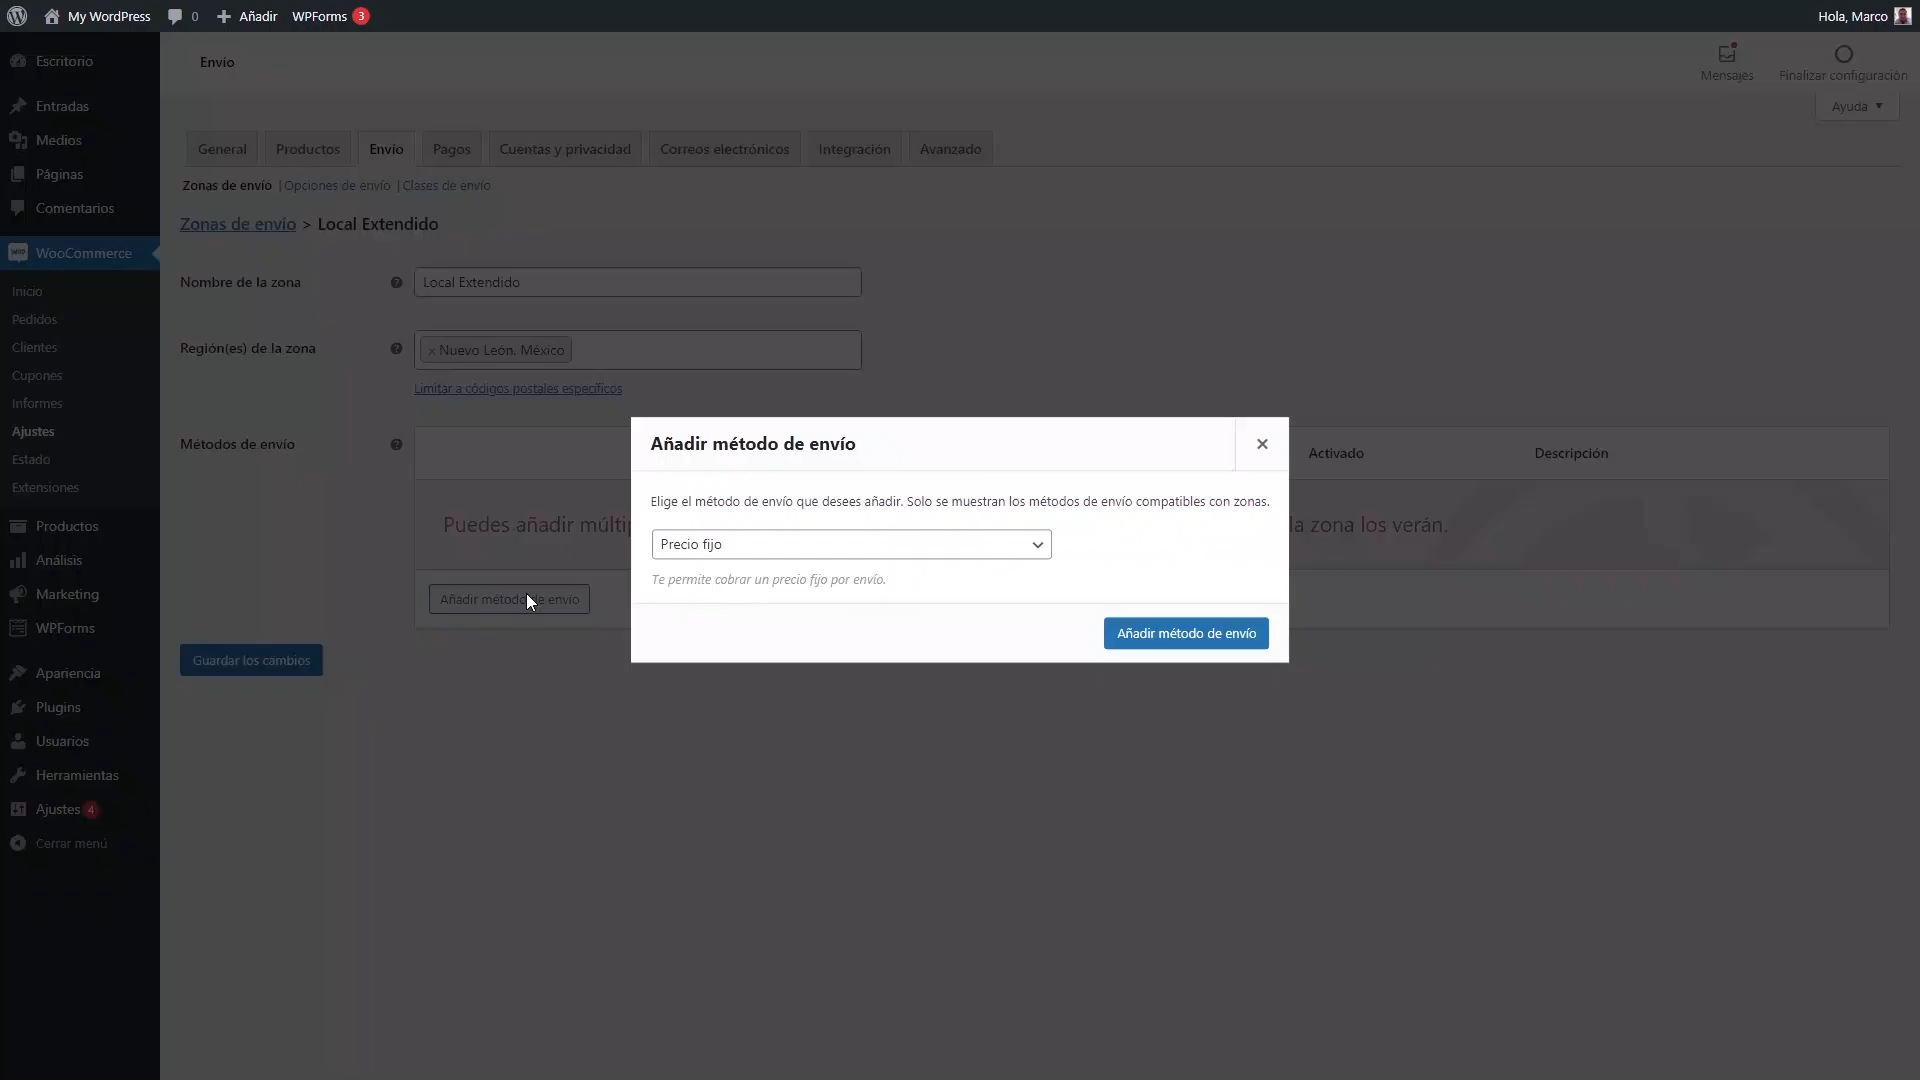 My WordPress 0 Añadir WPForms 3 Hola, Marco
Escritorio
Entradas
Medios
Páginas
Comentarios
WooCommerce
Inicio
Pedidos
Clientes
Cupones
Informes
Ajustes
Estado
Extensiones
Productos
Análisis
Marketing
WPForms
Apariencia
Plugins
Usuarios
Herramientas
Ajustes 4
Cerrar menú
Envío
Mensajes
Finalizar configuración
Ayuda
General Productos Envío Pagos Cuentas y privacidad Correos electrónicos Integración Avanzado
Zonas de envío | Opciones de envío | Clases de envío
Zonas de envío > Local Extendido
Nombre de la zona
Local Extendido
Región(es) de la zona
× Nuevo León, México
Limitar a códigos postales específicos
Métodos de envío
Activado Descripción
Puedes añadir la zona los verán.
Añadir método de envío
Guardar los cambios
Añadir método de envío
Elige el método de envío que desees añadir. Solo se muestran los métodos de envío compatibles con zonas.
Precio fijo
Te permite cobrar un precio fijo por envío.
Añadir método de envío